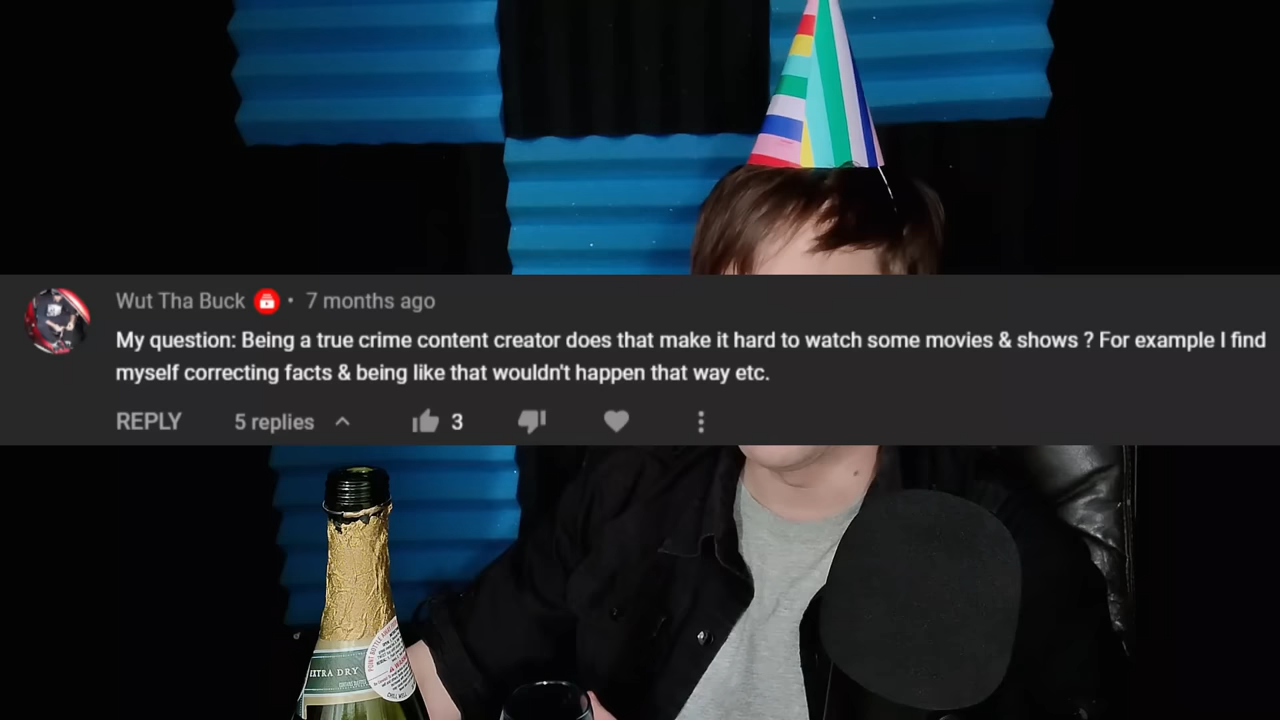 Wut Tha Buck • 7 months ago
My question: Being a true crime content creator does that make it hard to watch some movies & shows ? For example I find
myself correcting facts & being like that wouldn't happen that way etc.
REPLY 5 replies 3
EXTRA DRY